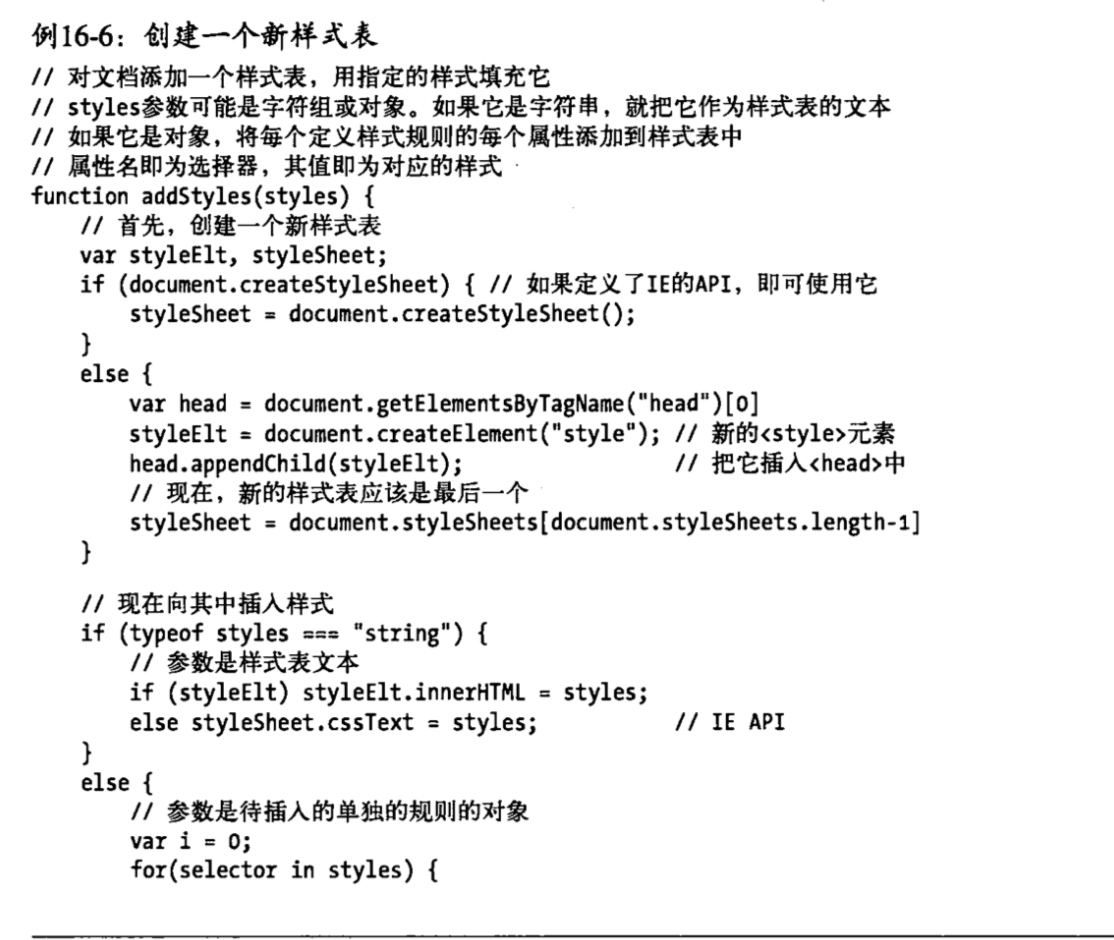 例16-6：创建一个新样式表
// 对文档添加一个样式表，用指定的样式填充它
// styles参数可能是字符组或对象。如果它是字符串，就把它作为样式表的文本
// 如果它是对象，将每个定义样式规则的每个属性添加到样式表中
// 属性名即为选择器，其值即为对应的样式
function addStyles(styles) {
    // 首先，创建一个新样式表
    var styleElt, styleSheet;
    if (document.createStyleSheet) { // 如果定义了IE的API，即可使用它
        styleSheet = document.createStyleSheet();
    }
    else {
        var head = document.getElementsByTagName("head")[0]
        styleElt = document.createElement("style"); // 新的<style>元素
        head.appendChild(styleElt);                 // 把它插入<head>中
        // 现在，新的样式表应该是最后一个
        styleSheet = document.styleSheets[document.styleSheets.length-1]
    }
    // 现在向其中插入样式
    if (typeof styles === "string") {
        // 参数是样式表文本
        if (styleElt) styleElt.innerHTML = styles;
        else styleSheet.cssText = styles;           // IE API
    }
    else {
        // 参数是待插入的单独的规则的对象
        var i = 0;
        for(selector in styles) {